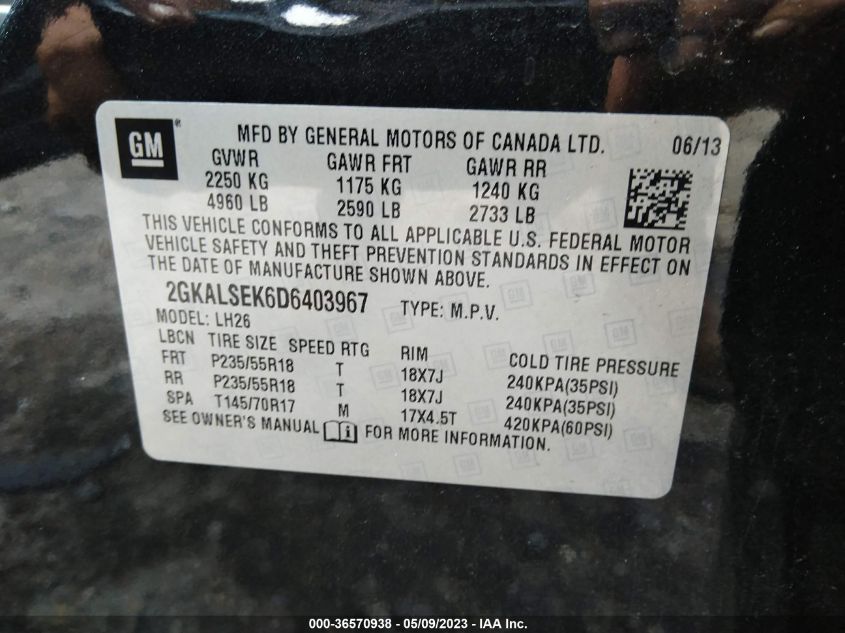 GM ® MFD BY GENERAL MOTORS OF CANADA LTD. 06/13
GVWR GAWR FRT GAWR RR
2250 KG 1175 KG 1240 KG
4960 LB 2590 LB 2733 LB
THIS VEHICLE CONFORMS TO ALL APPLICABLE U.S. FEDERAL MOTOR
VEHICLE SAFETY AND THEFT PREVENTION STANDARDS IN EFFECT ON
THE DATE OF MANUFACTURE SHOWN ABOVE.
2GKALSEK6D6403967 TYPE: M.P.V.
MODEL: LH26
LBCN TIRE SIZE SPEED RTG RIM COLD TIRE PRESSURE
FRT P235/55R18 T 18X7J 240KPA(35PSI)
RR P235/55R18 T 18X7J 240KPA(35PSI)
SPA T145/70R17 M 17X4.5T 420KPA(60PSI)
SEE OWNER'S MANUAL FOR MORE INFORMATION.
000-36570938 - 05/09/2023 - IAA Inc.